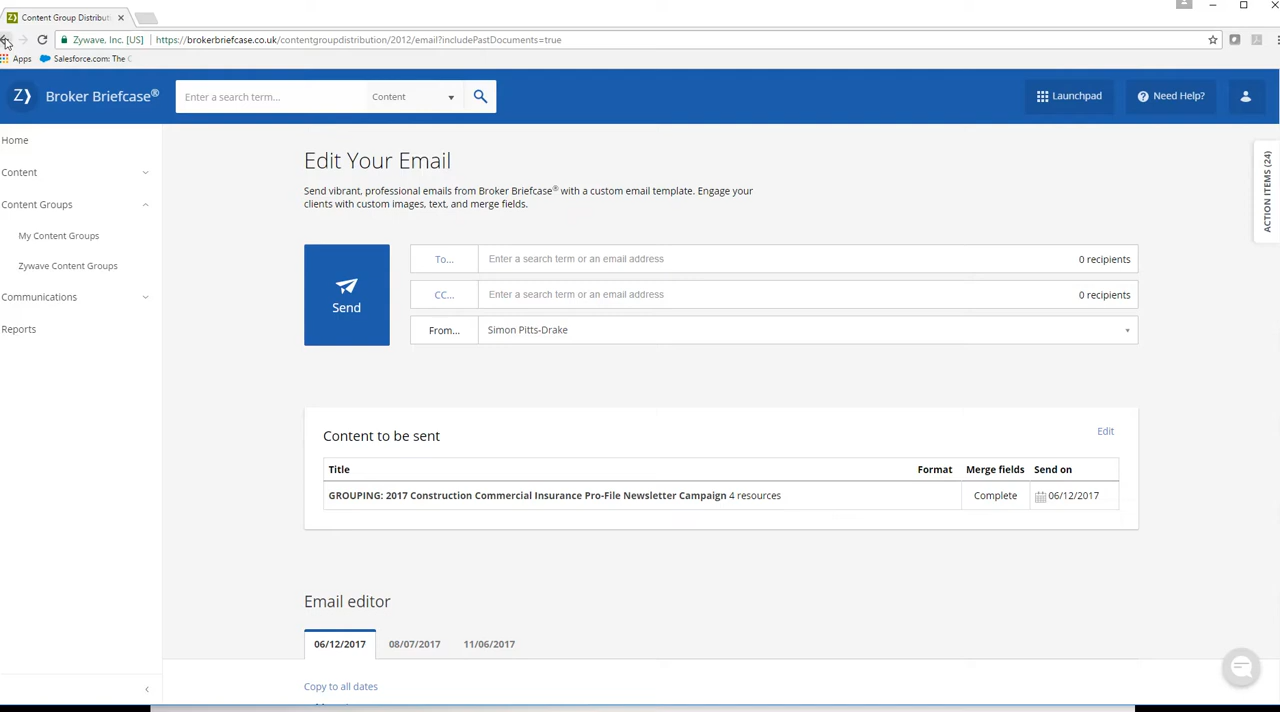 Content Group Distribut
Zywave, Inc. [US] https://brokerbriefcase.co.uk/contentgroupdistribution/2012/email?includePastDocuments=true
Apps Salesforce.com: The C
Z Broker Briefcase®
Enter a search term... Content
Launchpad
Need Help?
Home
Content
Content Groups
My Content Groups
Zywave Content Groups
Communications
Reports
ACTION ITEMS (24)
Edit Your Email
Send vibrant, professional emails from Broker Briefcase® with a custom email template. Engage your
clients with custom images, text, and merge fields.
Send
To... Enter a search term or an email address 0 recipients
CC... Enter a search term or an email address 0 recipients
From... Simon Pitts-Drake
Content to be sent Edit
Title Format Merge fields Send on
GROUPING: 2017 Construction Commercial Insurance Pro-File Newsletter Campaign 4 resources Complete 06/12/2017
Email editor
06/12/2017 08/07/2017 11/06/2017
Copy to all dates